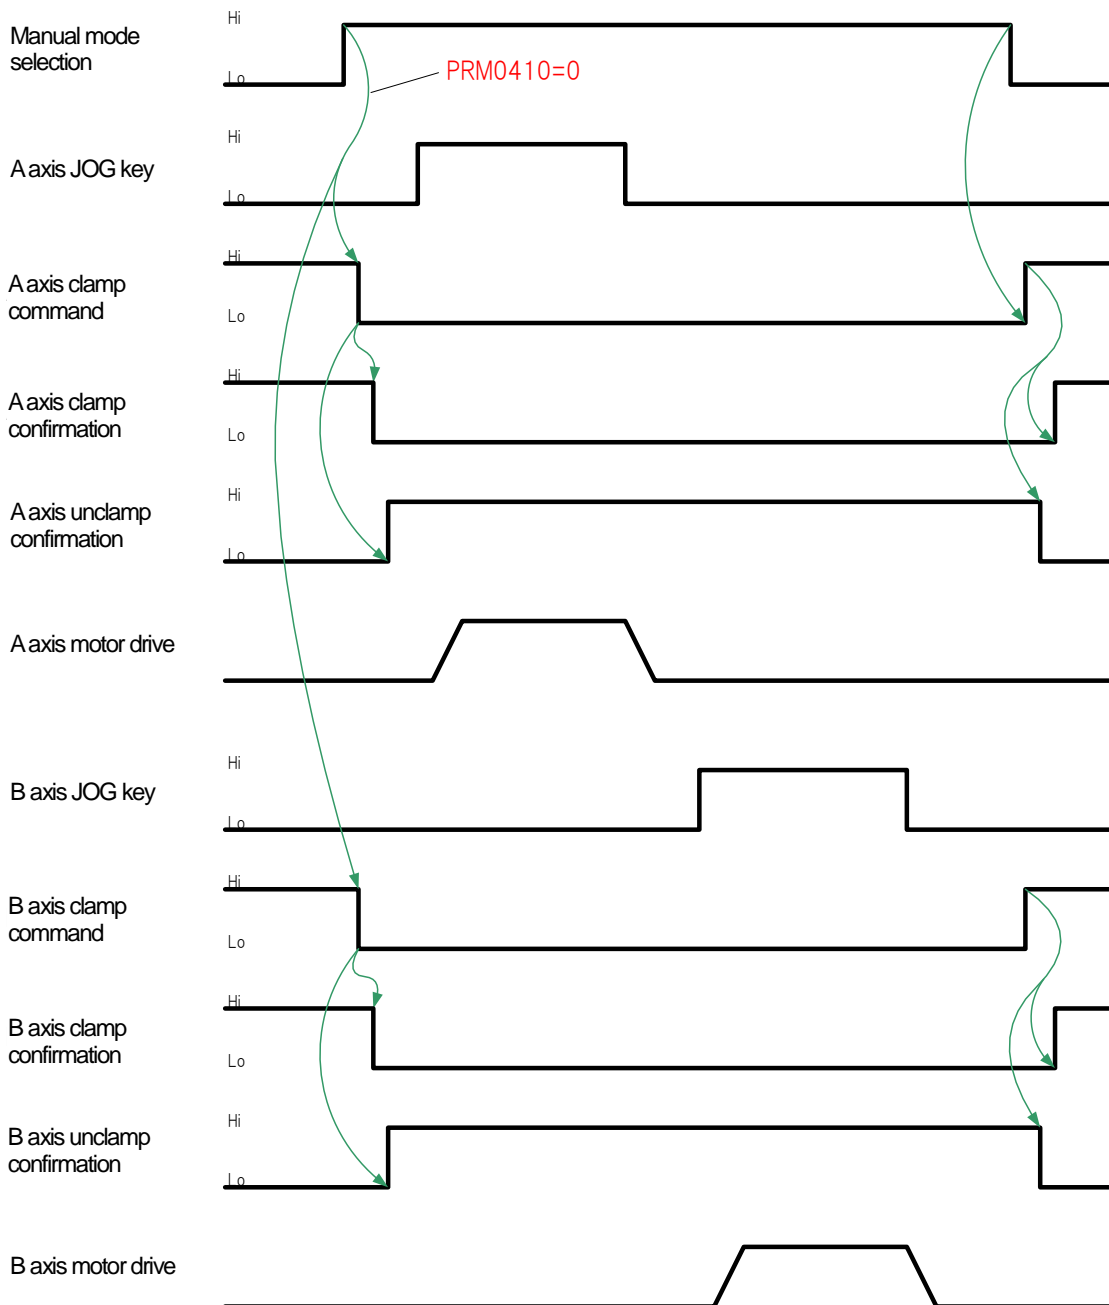 Hi
Manual mode
selection
Lo
PRM0410=0
Hi
A axis JOG key
Lo
Hi
A axis clamp
command
Lo
Hi
A axis clamp
confirmation
Lo
Hi
A axis unclamp
confirmation
Lo
A axis motor drive
Hi
B axis JOG key
Lo
Hi
B axis clamp
command
Lo
Hi
B axis clamp
confirmation
Lo
Hi
B axis unclamp
confirmation
Lo
B axis motor drive